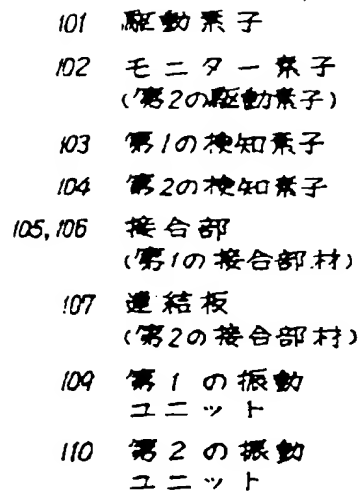 101 駆動素子
102 モニター素子
(第2の駆動素子)
103 第1の検知素子
104 第2の検知素子
105,106 接合部
(第1の接合部材)
107 連結板
(第2の接合部材)
109 第1の振動
ユニット
110 第2の振動
ユニット